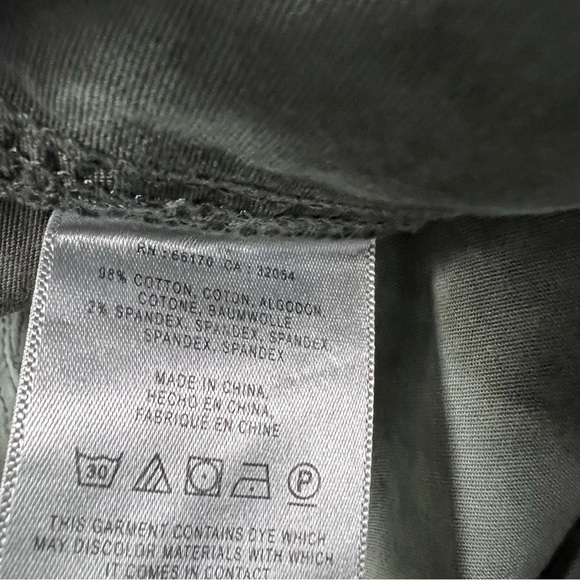 RN : 66170 CA : 32054
98% COTTON, COTON, ALGODON,
COTONE, BAUMWOLLE
2% SPANDEX, SPANDEX, SPANDEX
SPANDEX, SPANDEX
MADE IN CHINA,
HECHO EN CHINA,
FABRIQUÉ EN CHINE
30 P
THIS GARMENT CONTAINS DYE WHICH
MAY DISCOLOR MATERIALS WITH WHICH
IT COMES IN CONTACT